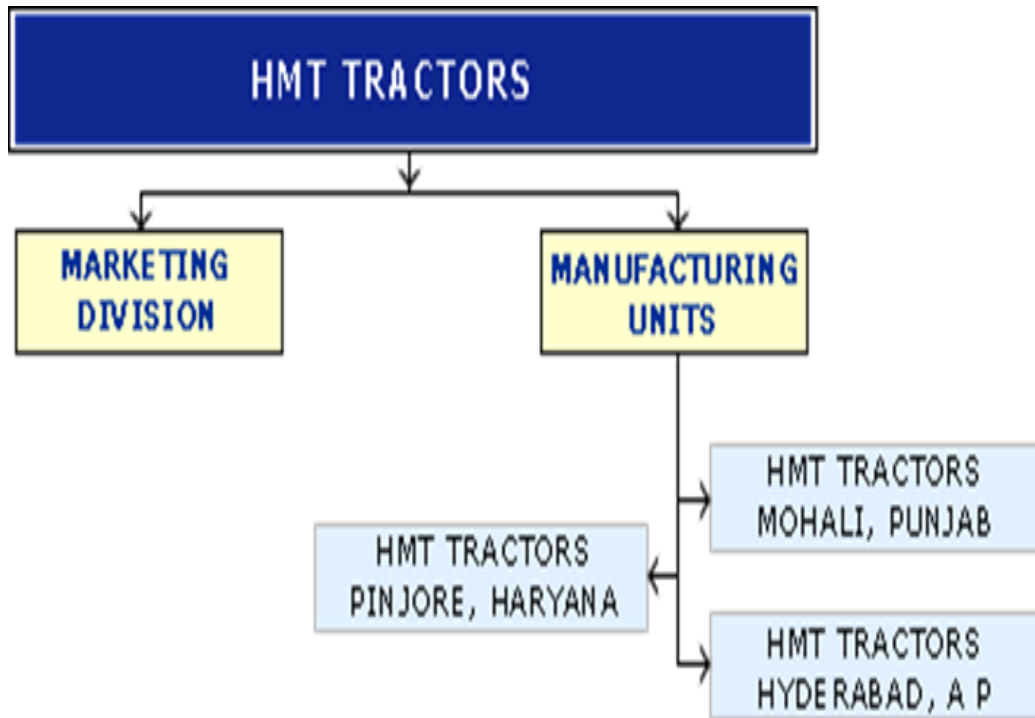 HMT TRACTORS
MARKETING
DIVISION
MANUFACTURING
UNITS
HMT TRACTORS
MOHALI, PUNJAB
HMT TRACTORS
PINJORE, HARYANA
HMT TRACTORS
HYDERABAD, A P